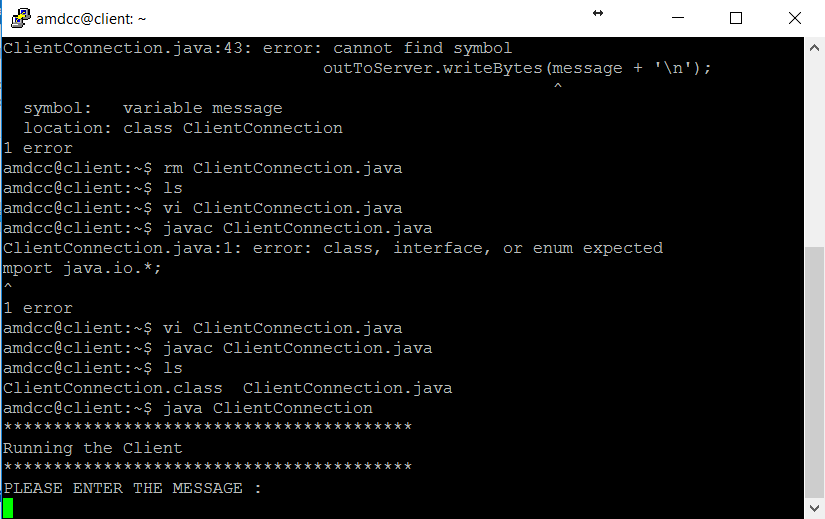 amdcc@client: ~
ClientConnection.java:43: error: cannot find symbol
                                outToServer.writeBytes(message + '\n');
                                                       ^
  symbol:   variable message
  location: class ClientConnection
1 error
amdcc@client:~$ rm ClientConnection.java
amdcc@client:~$ ls
amdcc@client:~$ vi ClientConnection.java
amdcc@client:~$ javac ClientConnection.java
ClientConnection.java:1: error: class, interface, or enum expected
mport java.io.*;
^
1 error
amdcc@client:~$ vi ClientConnection.java
amdcc@client:~$ javac ClientConnection.java
amdcc@client:~$ ls
ClientConnection.class  ClientConnection.java
amdcc@client:~$ java ClientConnection
*****************************************
Running the Client
*****************************************
PLEASE ENTER THE MESSAGE :